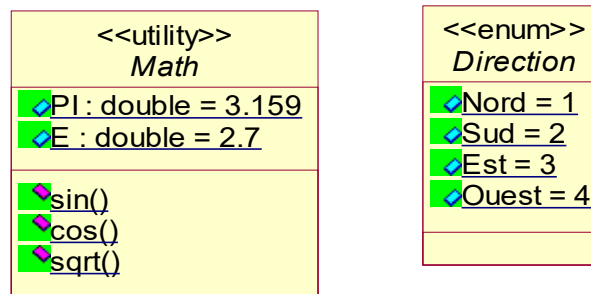 <<utility>>
Math
PI : double = 3.159
E : double = 2.7
sin()
cos()
sqrt()
<<enum>>
Direction
Nord = 1
Sud = 2
Est = 3
Ouest = 4